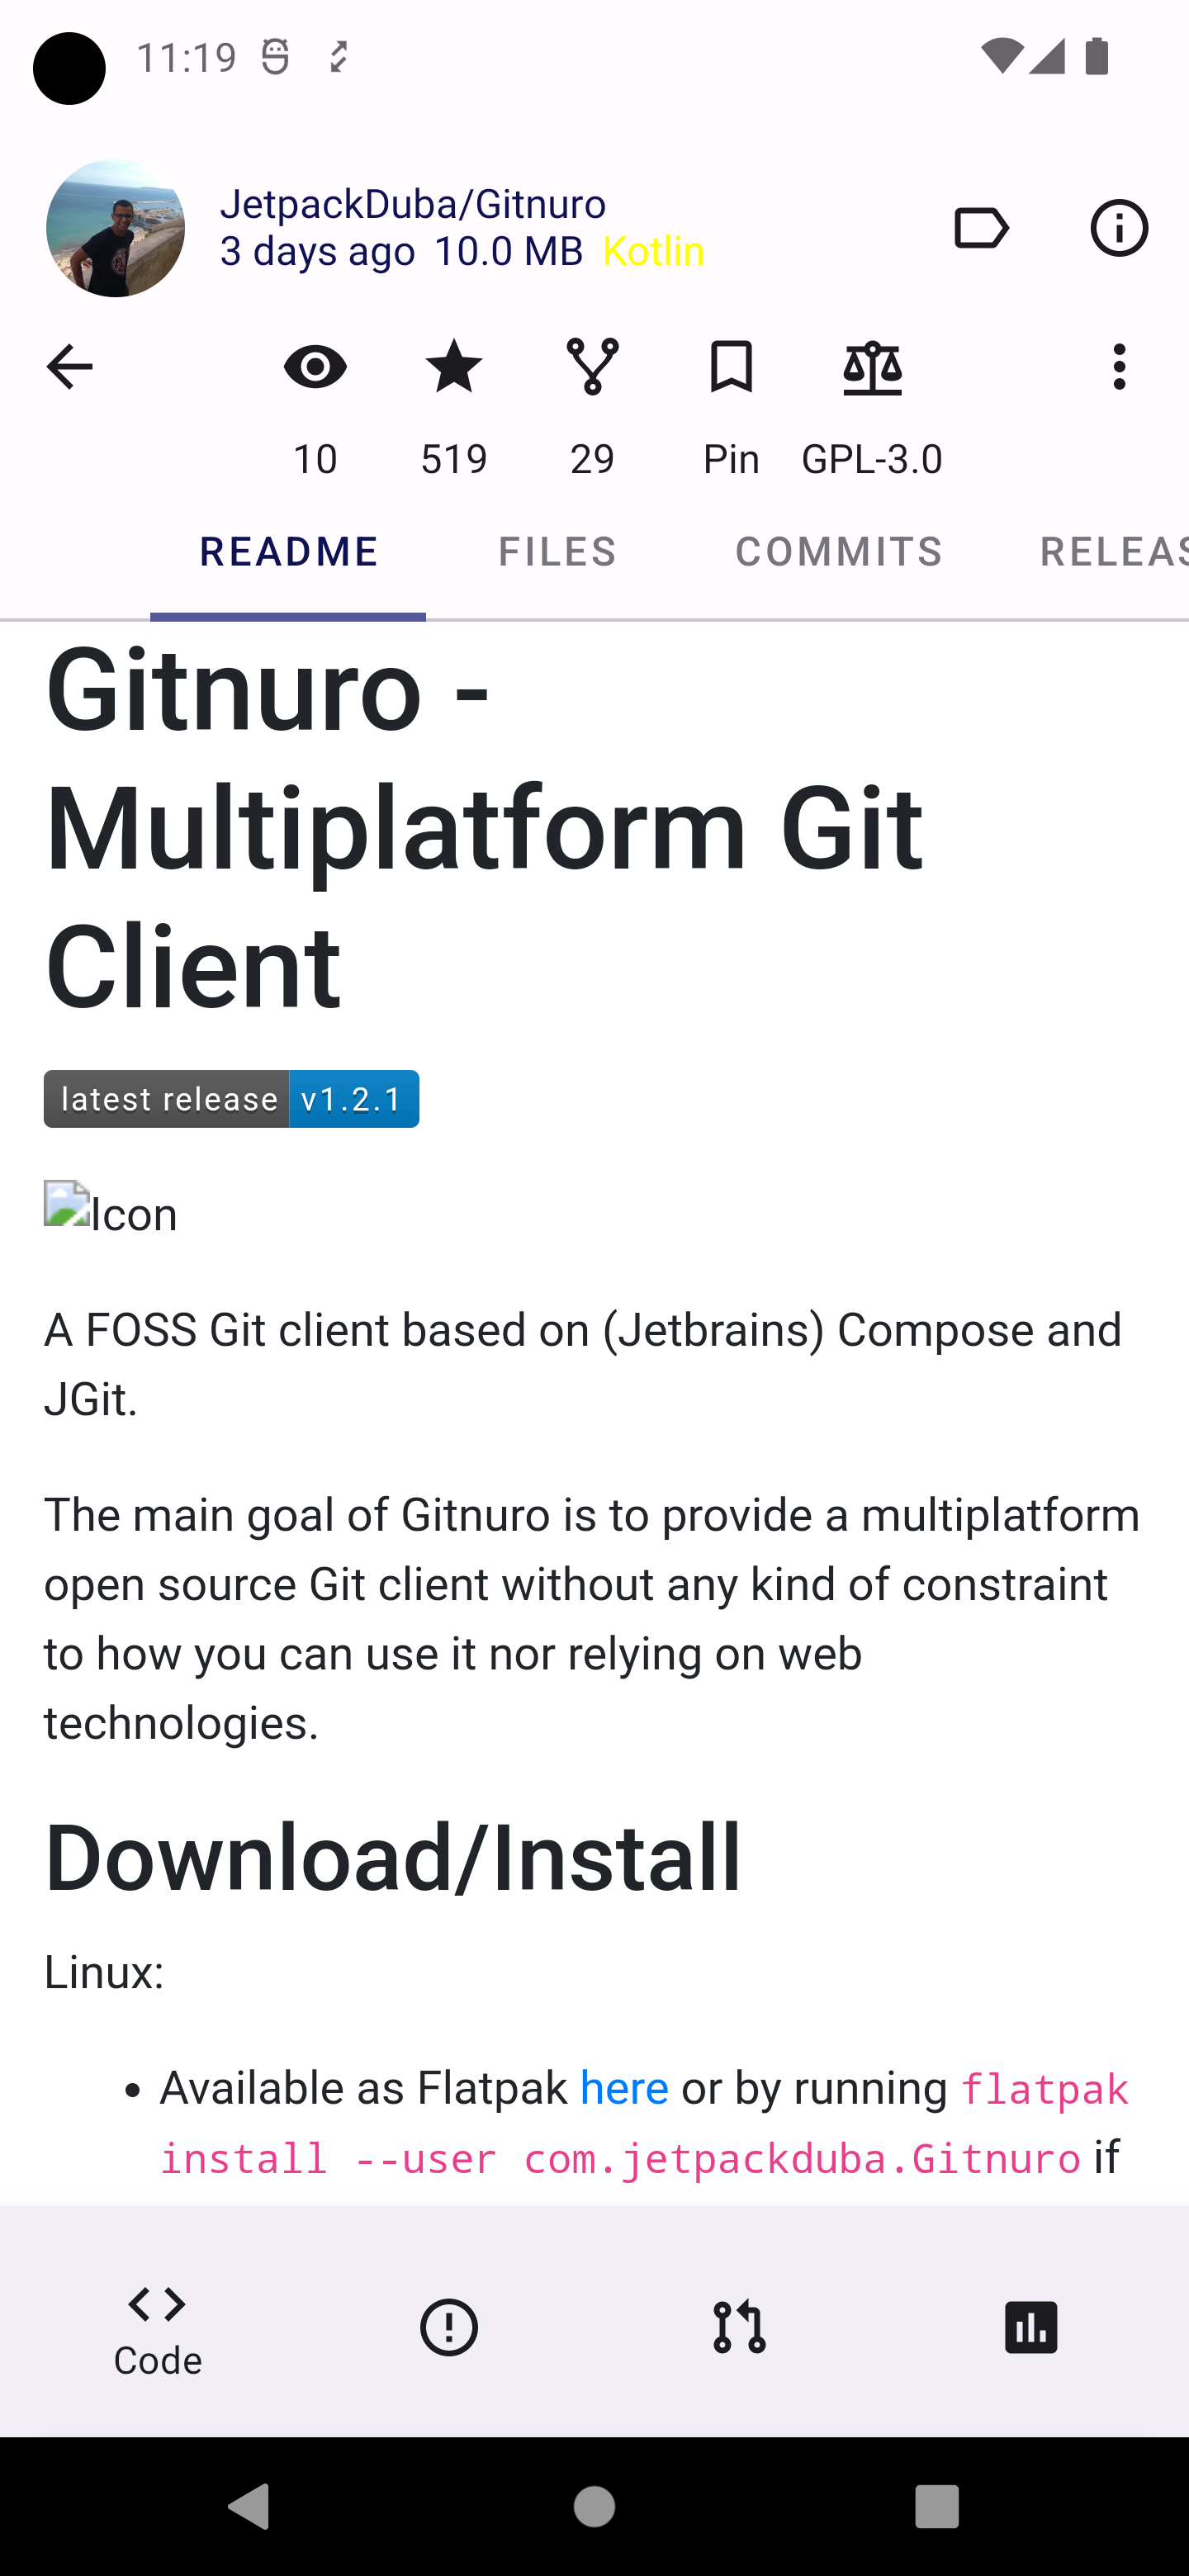 11:19
JetpackDuba/Gitnuro
3 days ago 10.0 MB Kotlin
10 519 29 Pin GPL-3.0
README FILES COMMITS RELEAS
Gitnuro -
Multiplatform Git
Client
latest release v1.2.1
Icon
A FOSS Git client based on (Jetbrains) Compose and
JGit.
The main goal of Gitnuro is to provide a multiplatform
open source Git client without any kind of constraint
to how you can use it nor relying on web
technologies.
Download/Install
Linux:
• Available as Flatpak here or by running flatpak
install --user com.jetpackduba.Gitnuro if
Code